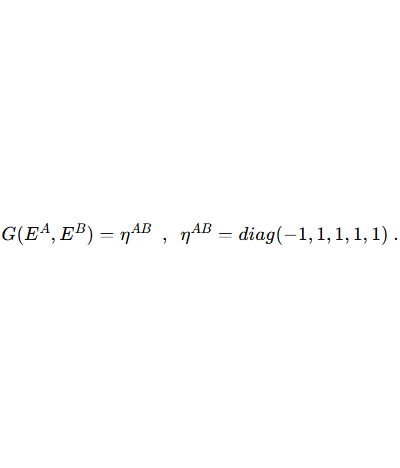 G(E^A, E^B) = η^{AB} , η^{AB} = diag(−1, 1, 1, 1, 1) .